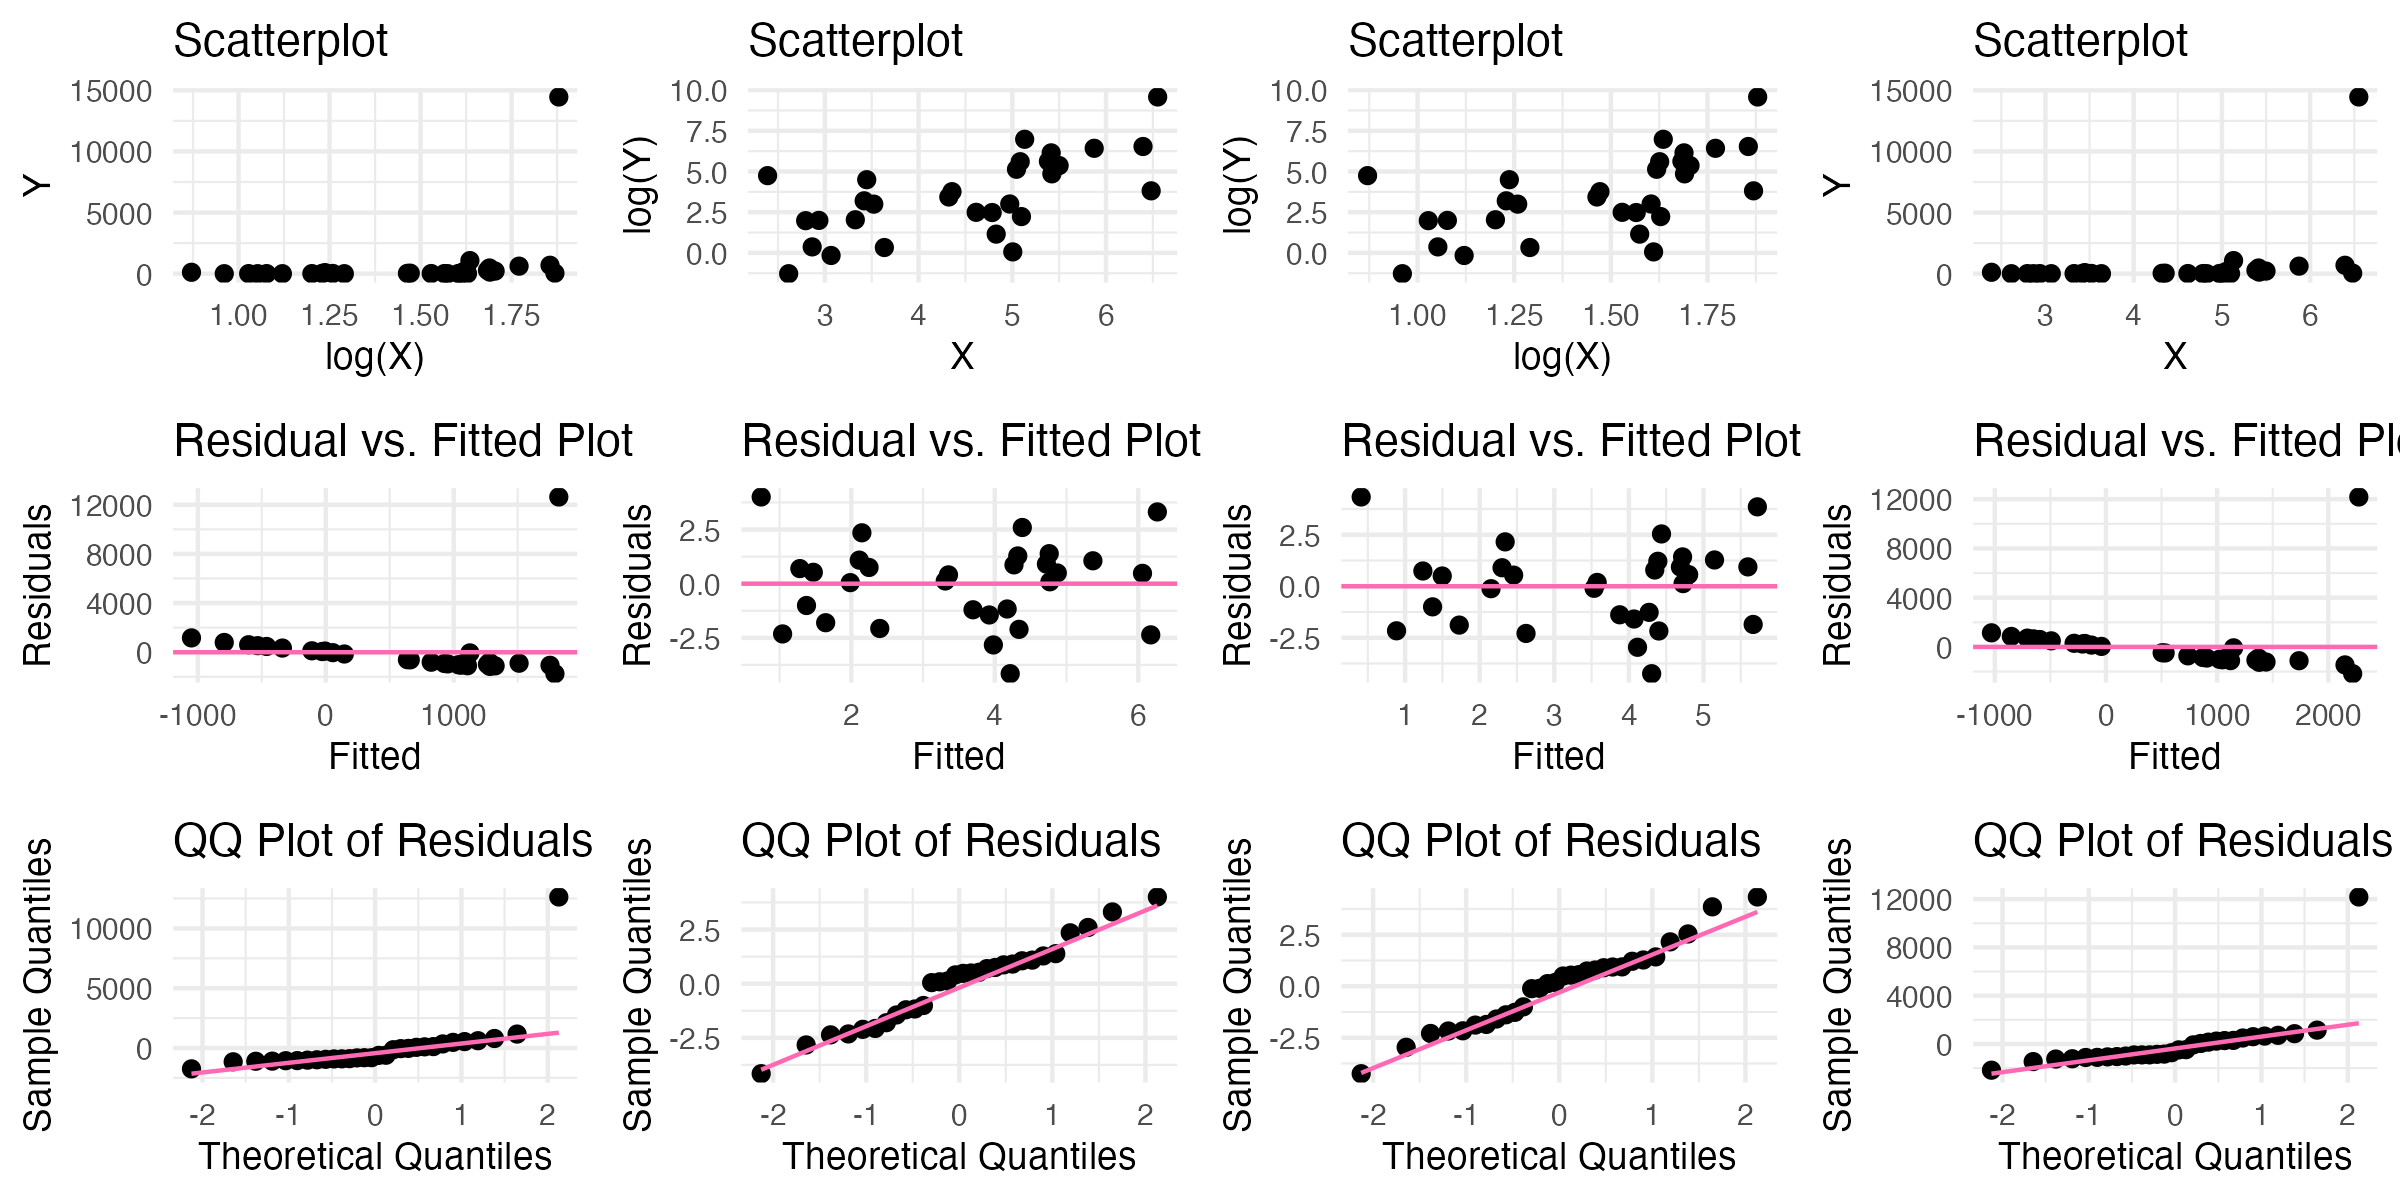 Scatterplot Scatterplot Scatterplot Scatterplot
15000 10.0 10.0 15000
10000 7.5 7.5 10000
Y log(Y) 5.0 log(Y) 5.0 Y
5000 2.5 2.5 5000
0 0.0 0.0 0
1.00 1.25 1.50 1.75 3 4 5 6 1.00 1.25 1.50 1.75 3 4 5 6
log(X) X log(X) X
Residual vs. Fitted Plot Residual vs. Fitted Plot Residual vs. Fitted Plot Residual vs. Fitted Pl
12000 2.5 2.5 12000
8000 8000
Residuals Residuals 0.0 Residuals 0.0 Residuals
4000 4000
0 -2.5 -2.5 0
-1000 0 1000 2 4 6 1 2 3 4 5 -1000 0 1000 2000
Fitted Fitted Fitted Fitted
QQ Plot of Residuals QQ Plot of Residuals QQ Plot of Residuals QQ Plot of Residuals
12000
10000 2.5 2.5 8000
Sample Quantiles 5000 Sample Quantiles 0.0 Sample Quantiles 0.0 Sample Quantiles 4000
0 -2.5 -2.5 0
-2 -1 0 1 2 -2 -1 0 1 2 -2 -1 0 1 2 -2 -1 0 1 2
Theoretical Quantiles Theoretical Quantiles Theoretical Quantiles Theoretical Quantiles